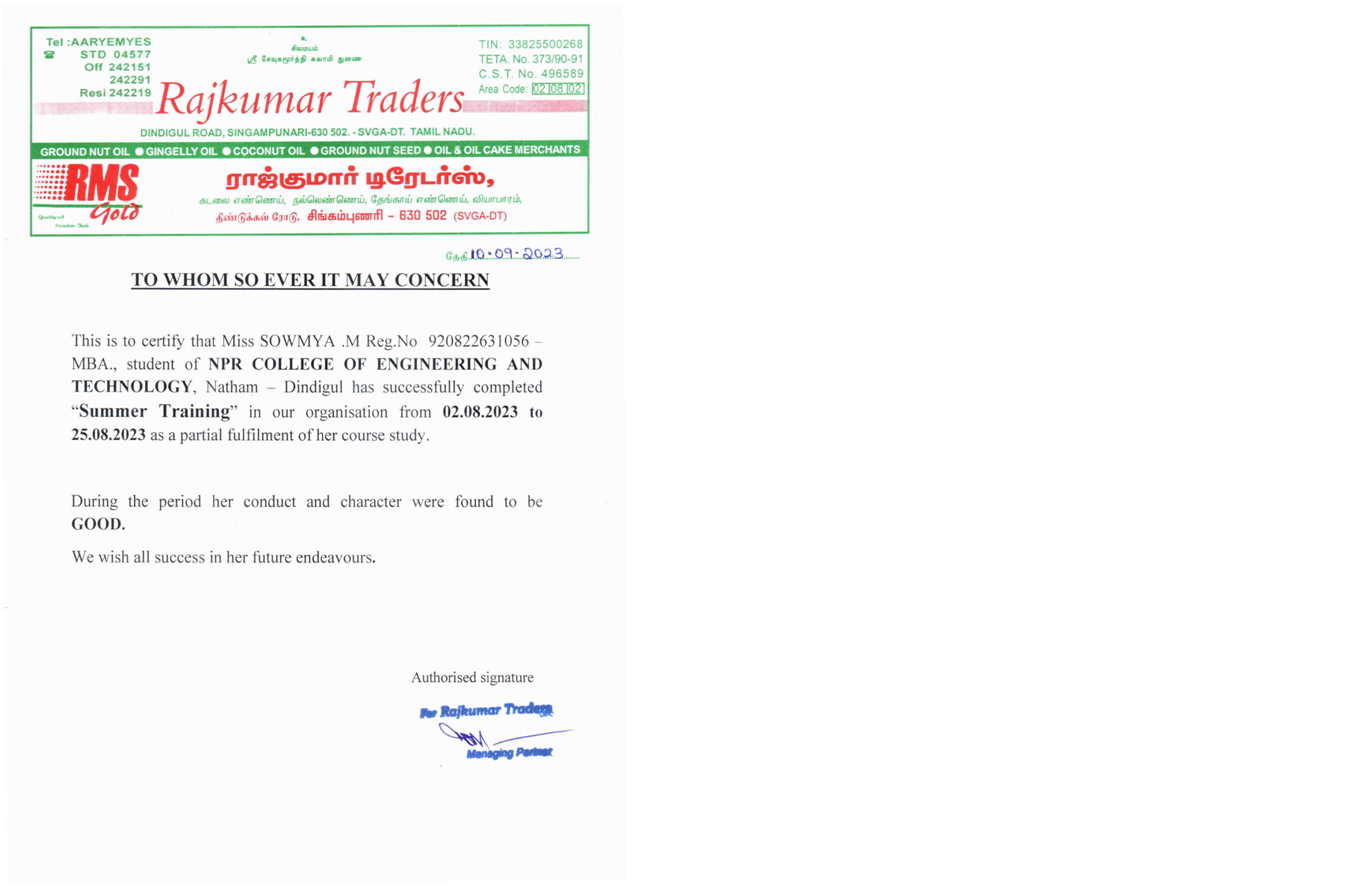 Tel :AARYEMYES
☎ STD 04577
Off 242151
242291
Resi 242219
உ
சிவமயம்
ஸ்ரீ சேவுகமூர்த்தி சுவாமி துணை
TIN: 33825500268
TETA. No. 373/90-91
C.S.T. No. 496589
Area Code: 02 08 02
Rajkumar Traders
DINDIGUL ROAD, SINGAMPUNARI-630 502. - SVGA-DT. TAMIL NADU.
GROUND NUT OIL ● GINGELLY OIL ● COCONUT OIL ● GROUND NUT SEED ● OIL & OIL CAKE MERCHANTS
RMS
Gold
ராஜ்குமார் டிரேடர்ஸ்,
கடலை எண்ணெய், நல்லெண்ணெய், தேங்காய் எண்ணெய், வியாபாரம்,
திண்டுக்கல் ரோடு, சிங்கம்புணரி – 630 502 (SVGA-DT)
தேதி 10-09-2023
TO WHOM SO EVER IT MAY CONCERN
This is to certify that Miss SOWMYA .M Reg.No 920822631056 –
MBA., student of NPR COLLEGE OF ENGINEERING AND
TECHNOLOGY, Natham – Dindigul has successfully completed
“Summer Training” in our organisation from 02.08.2023 to
25.08.2023 as a partial fulfilment of her course study.
During the period her conduct and character were found to be
GOOD.
We wish all success in her future endeavours.
Authorised signature
For Rajkumar Traders
Managing Partner